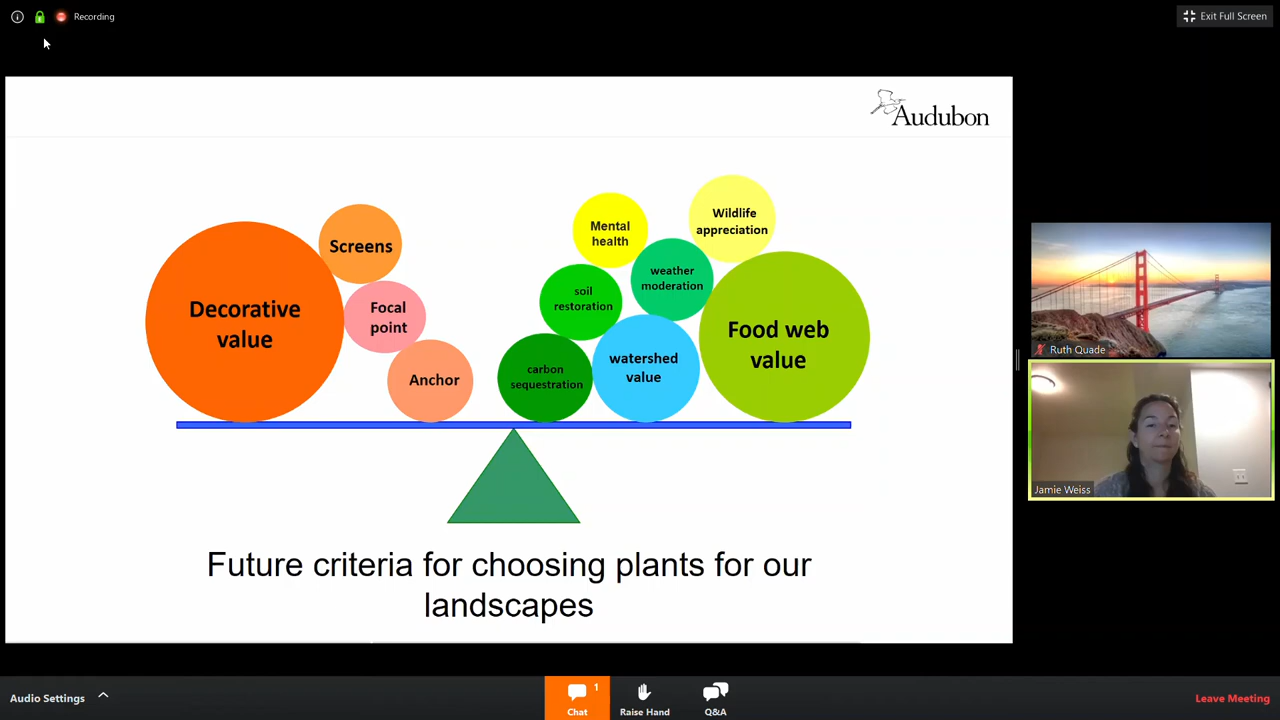 Recording
Exit Full Screen
Audubon
Screens
Decorative
value
Focal
point
Anchor
Mental
health
Wildlife
appreciation
soil
restoration
weather
moderation
carbon
sequestration
watershed
value
Food web
value
Future criteria for choosing plants for our
landscapes
Ruth Quade
Jamie Weiss
Audio Settings
1
Chat
Raise Hand
Q&A
Leave Meeting